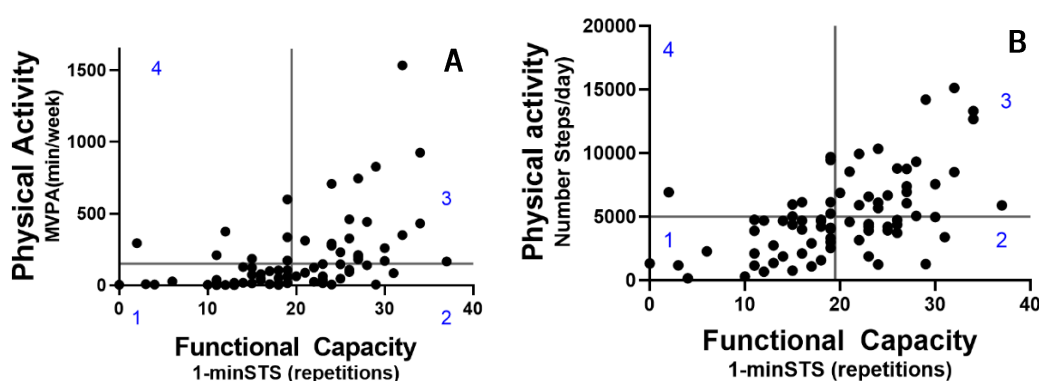 A
Physical Activity
MVPA(min/week)
1500
1000
500
0
4
3
1
2
0
10
20
30
40
Functional Capacity
1-minSTS (repetitions)
B
Physical activity
Number Steps/day)
20000
15000
10000
5000
0
4
3
1
2
0
10
20
30
40
Functional Capacity
1-minSTS (repetitions)